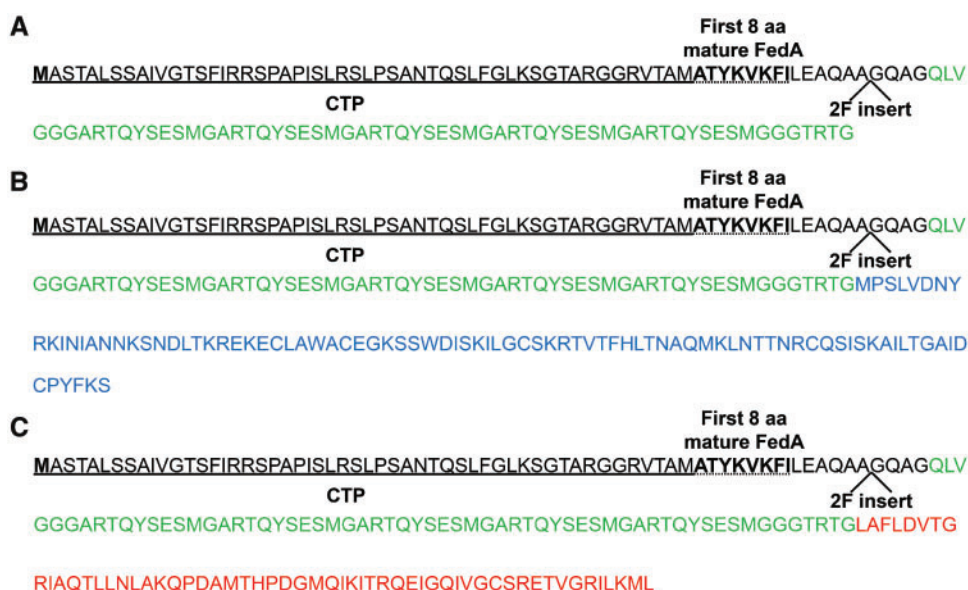 A
First 8 aa
mature FedA
MASTALSSAIVGTSFIRRSPAPISLRSLPSANTQSLFGLKSGTARGGRVTAMATYKVKFILEAQAAGQAGQLV
CTP
2F insert
GGGARTQYSESMGARTQYSESMGARTQYSESMGARTQYSESMGARTQYSESMGGGTRTG
B
First 8 aa
mature FedA
MASTALSSAIVGTSFIRRSPAPISLRSLPSANTQSLFGLKSGTARGGRVTAMATYKVKFILEAQAAGQAGQLV
CTP
2F insert
GGGARTQYSESMGARTQYSESMGARTQYSESMGARTQYSESMGARTQYSESMGGGTRTGMPSLVDNY
RKINIANNKSNDLTKREKECLAWACEGKSSWDISKILGCSKRTVTFHLTNAQMKLNTTNRCQSISKAILTGAID
CPYFKS
C
First 8 aa
mature FedA
MASTALSSAIVGTSFIRRSPAPISLRSLPSANTQSLFGLKSGTARGGRVTAMATYKVKFILEAQAAGQAGQLV
CTP
2F insert
GGGARTQYSESMGARTQYSESMGARTQYSESMGARTQYSESMGARTQYSESMGGGTRTGLAFLDVTG
RIAQTLLNLAKQPDAMTHPDGMQIKITRQEIGQIVGCSRETVGRILKML